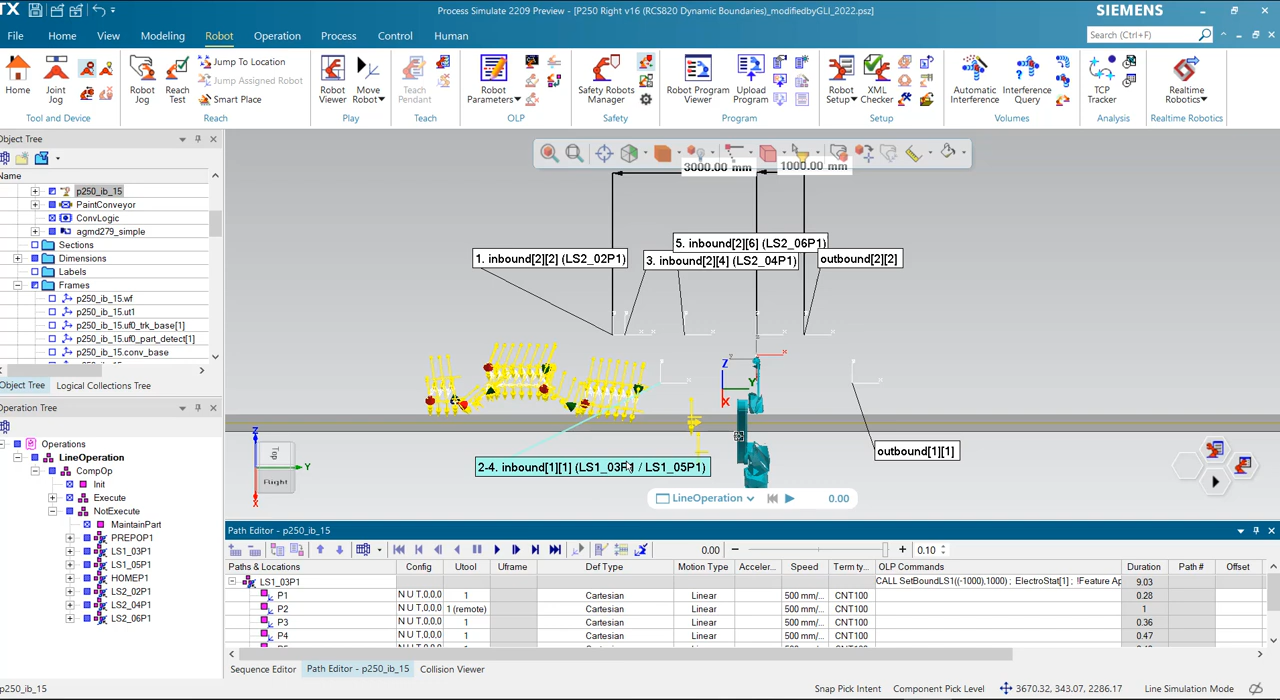 TX
Process Simulate 2209 Preview - [P250 Right v16 (RCS820 Dynamic Boundaries)_modifiedbyGLI_2022.psz]
SIEMENS
File Home View Modeling Robot Operation Process Control Human
Search (Ctrl+F)
Home
Joint Jog
Robot Jog
Reach Test
Jump To Location
Jump Assigned Robot
Smart Place
Robot Viewer
Move Robot
Teach Pendant
Robot Parameters
Safety Robots Manager
Robot Program Viewer
Upload Program
Robot Setup
XML Checker
Automatic Interference
Interference Query
TCP Tracker
Realtime Robotics
Tool and Device Reach Play Teach OLP Safety Program Setup Volumes Analysis Realtime Robotics
Object Tree
Name
p250_ib_15
PaintConveyor
ConvLogic
agmd279_simple
Sections
Dimensions
Labels
Frames
p250_ib_15.wf
p250_ib_15.ut1
p250_ib_15.uf0_trk_base[1]
p250_ib_15.uf0_part_detect[1]
p250_ib_15.conv_base
Object Tree Logical Collections Tree
Operation Tree
Operations
LineOperation
CompOp
Init
Execute
NotExecute
MaintainPart
PREPOP1
LS1_03P1
LS1_05P1
HOMEP1
LS2_02P1
LS2_04P1
LS2_06P1
3000.00 mm
1000.00 mm
5. inbound[2][6] (LS2_06P1)
1. inbound[2][2] (LS2_02P1)
3. inbound[2][4] (LS2_04P1)
outbound[2][2]
Z
Y
X
outbound[1][1]
2-4. inbound[1][1] (LS1_03P1 / LS1_05P1)
Z
Top
Y
Right
X
LineOperation 0.00
Path Editor - p250_ib_15
0.00
0.10
Paths & Locations Config Utool Uframe Def Type Motion Type Acceler... Speed Term ty... OLP Commands Duration Path # Offset
LS1_03P1 CALL SetBoundLS1((-1000),1000) ; ElectroStat[1] ; !Feature Ap 9.03
P1 N U T,0,0,0 1 Cartesian Linear 500 mm/... CNT100 0.28
P2 N U T,0,0,0 1 (remote) Cartesian Linear 500 mm/... CNT100 1
P3 N U T,0,0,0 1 Cartesian Linear 500 mm/... CNT100 0.36
P4 N U T,0,0,0 1 Cartesian Linear 500 mm/... CNT100 0.47
Sequence Editor Path Editor - p250_ib_15 Collision Viewer
p250_ib_15
Snap Pick Intent Component Pick Level 3670.32, 343.07, 2286.17 Line Simulation Mode